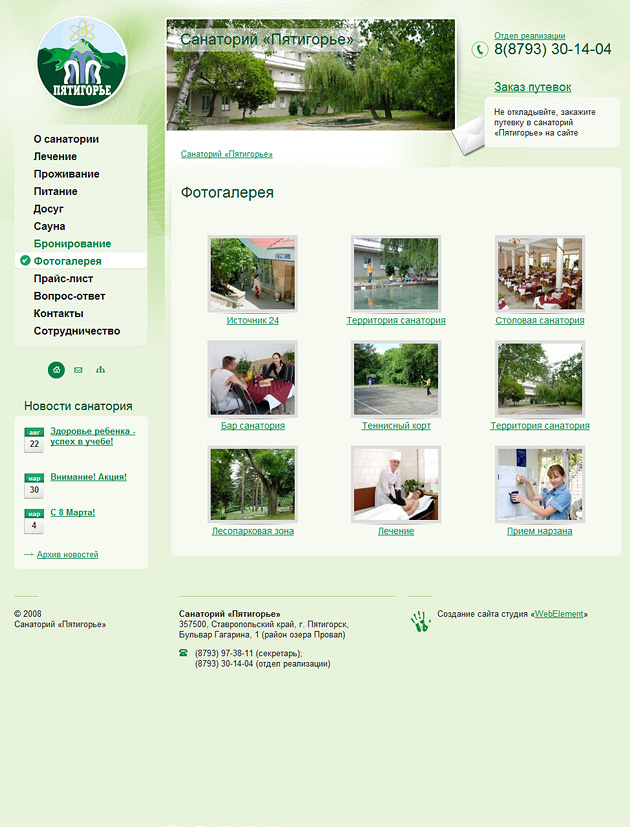 ПЯТИГОРЬЕ
Санаторий «Пятигорье»
Отдел реализации
8(8793) 30-14-04
Заказ путевок
Не откладывайте, закажите
путевку в санаторий
«Пятигорье» на сайте
О санатории
Лечение
Проживание
Питание
Досуг
Сауна
Бронирование
Фотогалерея
Прайс-лист
Вопрос-ответ
Контакты
Сотрудничество
Новости санатория
авг
22
Здоровье ребенка -
успех в учебе!
мар
30
Внимание! Акция!
мар
4
С 8 Марта!
Архив новостей
Санаторий «Пятигорье»
Фотогалерея
Источник 24
Территория санатория
Столовая санатория
Бар санатория
Теннисный корт
Территория санатория
Лесопарковая зона
Лечение
Прием нарзана
© 2008
Санаторий «Пятигорье»
Санаторий «Пятигорье»
357500, Ставропольский край, г. Пятигорск,
Бульвар Гагарина, 1 (район озера Провал)
(8793) 97-38-11 (секретарь);
(8793) 30-14-04 (отдел реализации)
Создание сайта студия «WebElement»